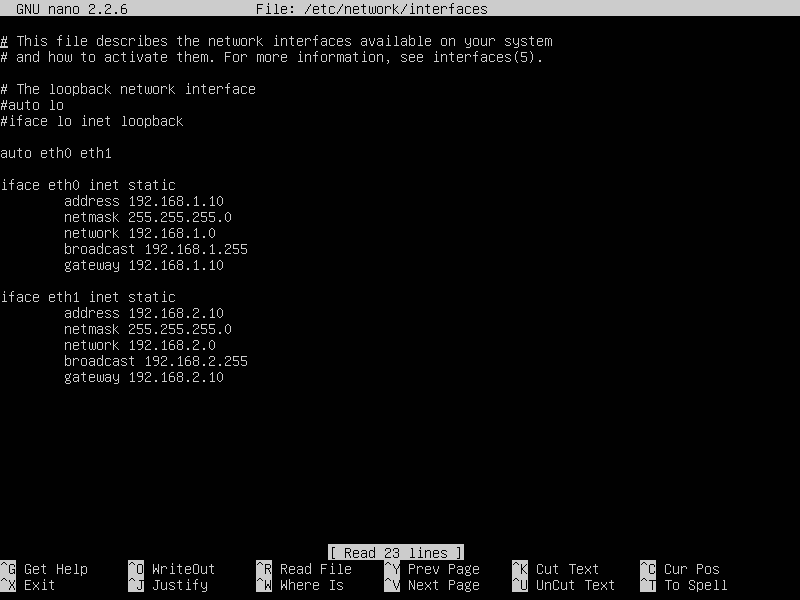 GNU nano 2.2.6 File: /etc/network/interfaces
# This file describes the network interfaces available on your system
# and how to activate them. For more information, see interfaces(5).
# The loopback network interface
#auto lo
#iface lo inet loopback
auto eth0 eth1
iface eth0 inet static
address 192.168.1.10
netmask 255.255.255.0
network 192.168.1.0
broadcast 192.168.1.255
gateway 192.168.1.10
iface eth1 inet static
address 192.168.2.10
netmask 255.255.255.0
network 192.168.2.0
broadcast 192.168.2.255
gateway 192.168.2.10
[ Read 23 lines ]
^G Get Help ^O WriteOut ^R Read File ^Y Prev Page ^K Cut Text ^C Cur Pos
^X Exit ^J Justify ^W Where Is ^V Next Page ^U UnCut Text ^T To Spell